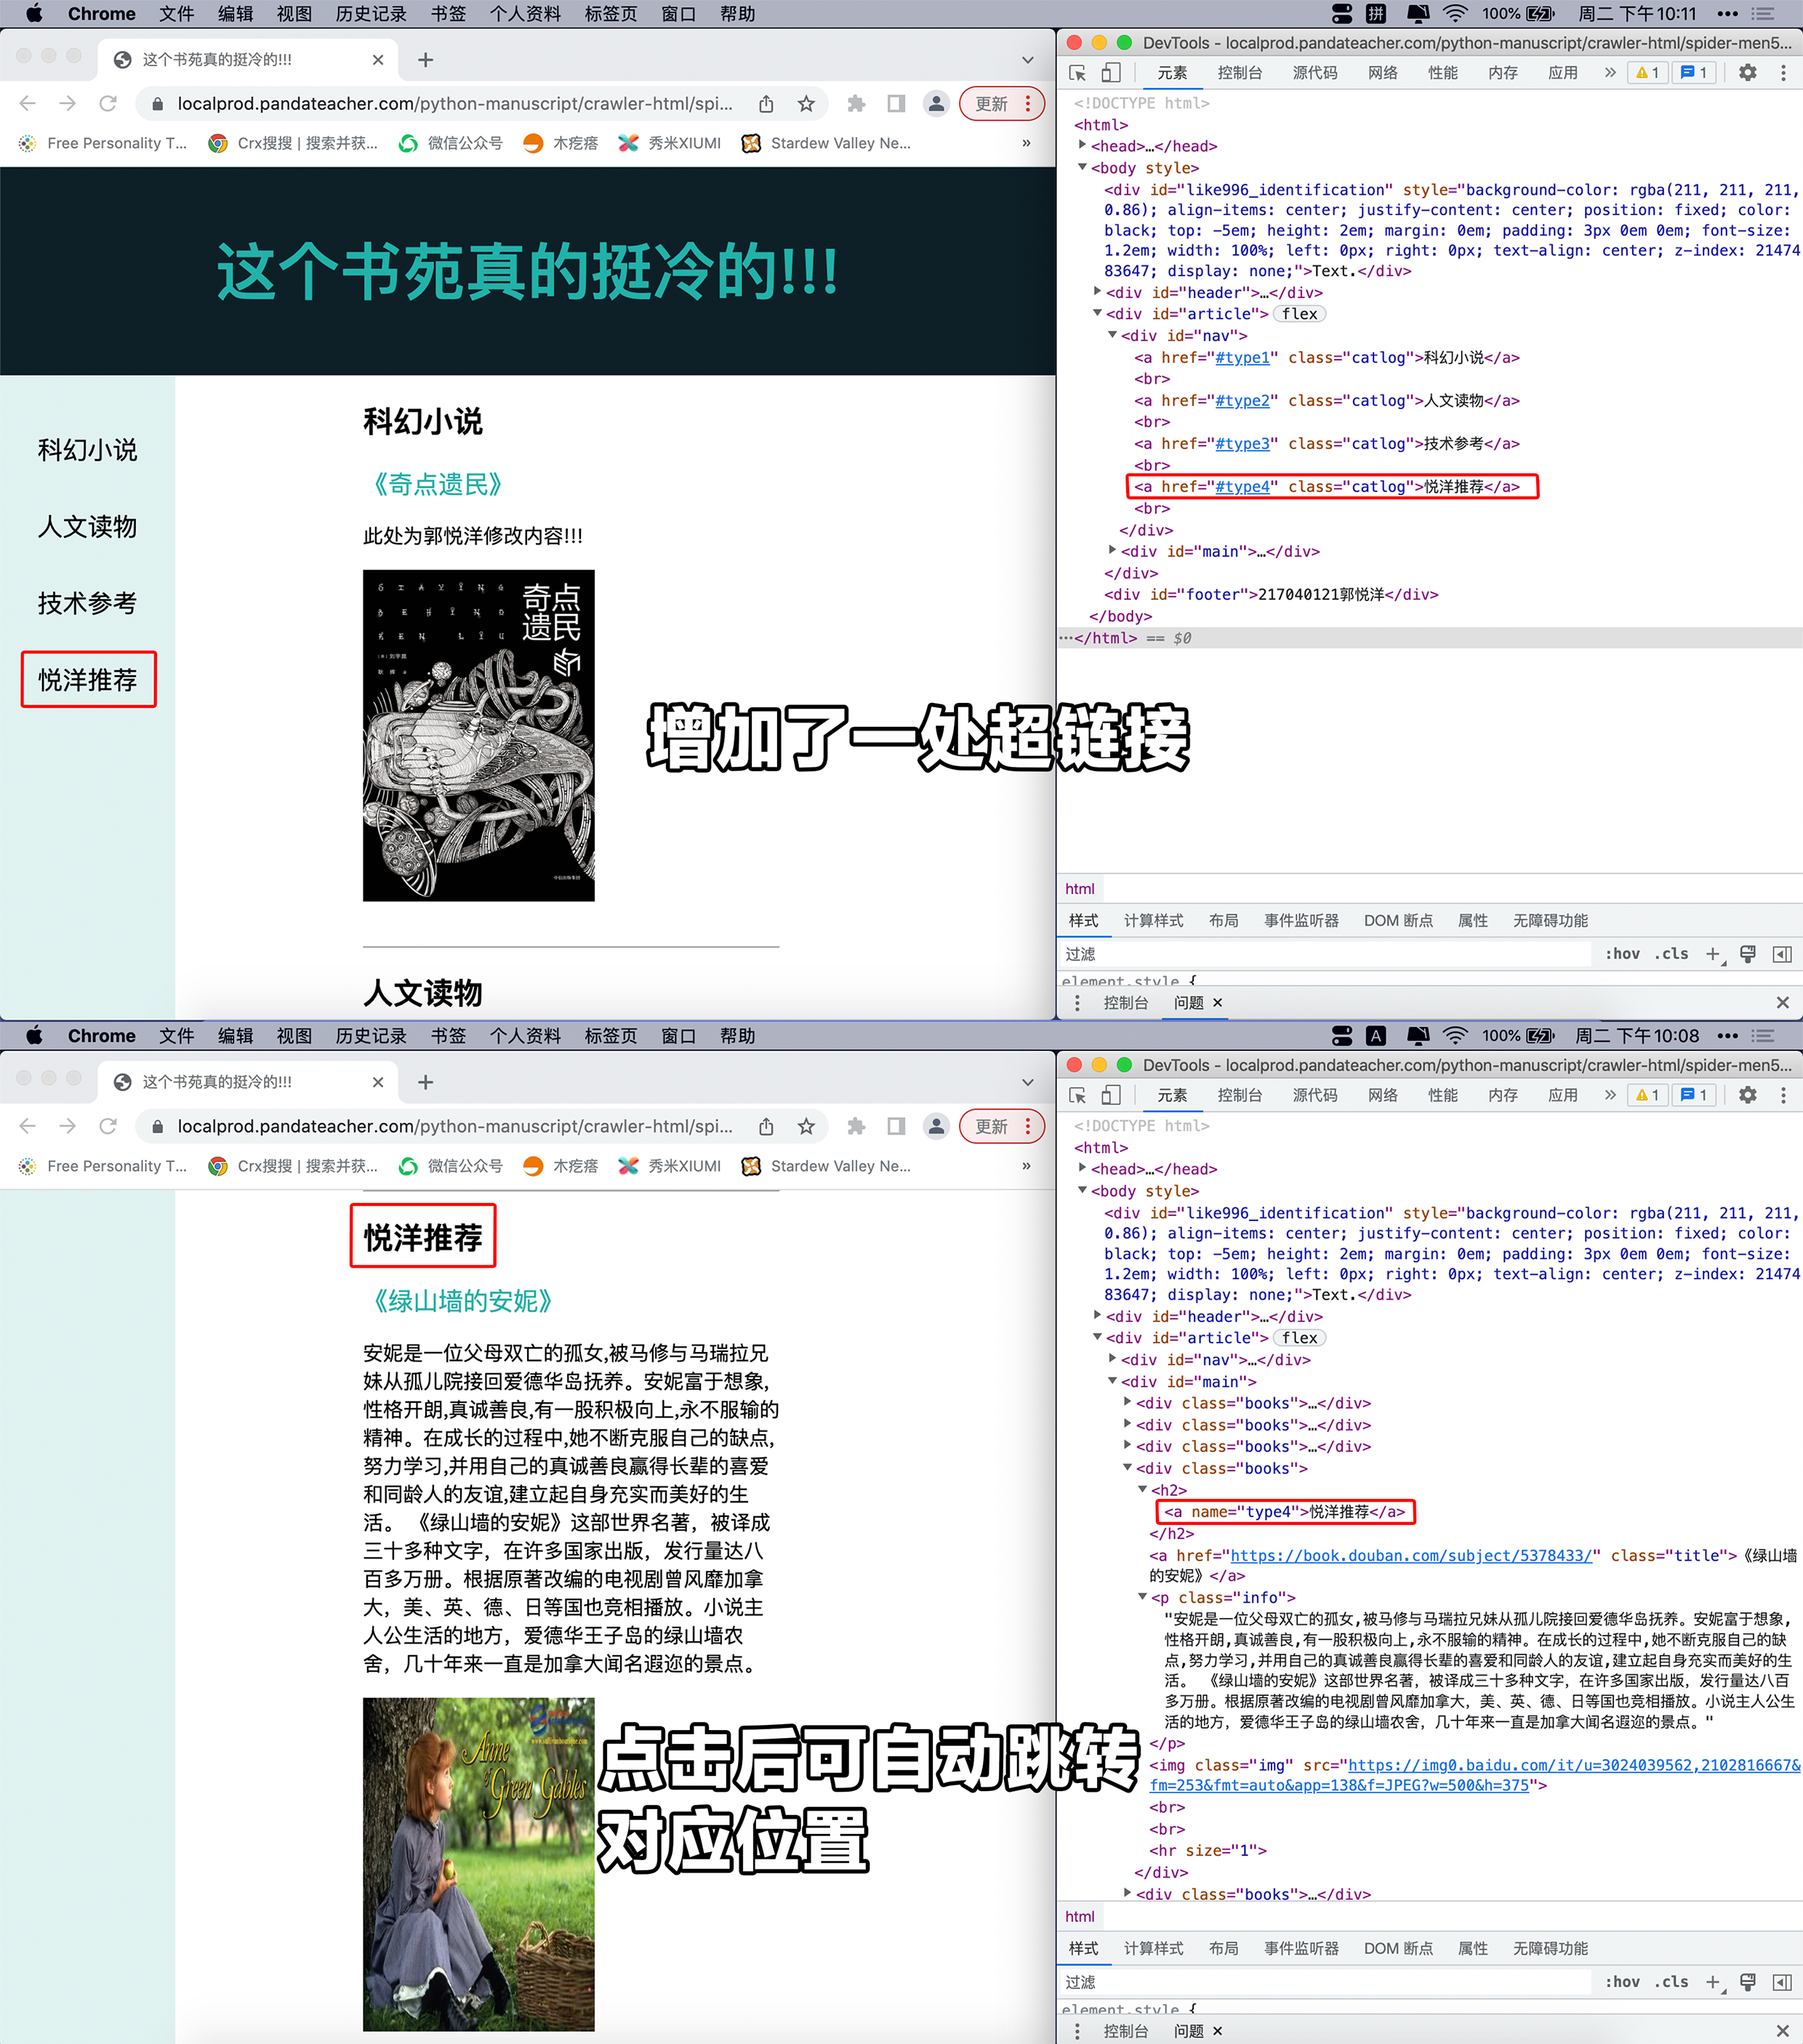 Chrome 文件 编辑 视图 历史记录 书签 个人资料 标签页 窗口 帮助 拼 100% 周二 下午10:11
这个书苑真的挺冷的!!!
localprod.pandateacher.com/python-manuscript/crawler-html/spi... 更新
Free Personality T... Crx搜搜 | 搜索并获... 微信公众号 木疙瘩 秀米XIUMI Stardew Valley Ne... »
这个书苑真的挺冷的!!!
科幻小说
人文读物
技术参考
悦洋推荐
科幻小说
《奇点遗民》
此处为郭悦洋修改内容!!!
奇点
遗民
人文读物
增加了一处超链接
DevTools - localprod.pandateacher.com/python-manuscript/crawler-html/spider-men5...
元素 控制台 源代码 网络 性能 内存 应用 » 1 1
<!DOCTYPE html>
<html>
<head>…</head>
<body style>
<div id="like996_identification" style="background-color: rgba(211, 211, 211,
0.86); align-items: center; justify-content: center; position: fixed; color:
black; top: -5em; height: 2em; margin: 0em; padding: 3px 0em 0em; font-size:
1.2em; width: 100%; left: 0px; right: 0px; text-align: center; z-index: 21474
83647; display: none;">Text.</div>
<div id="header">…</div>
<div id="article"> flex
<div id="nav">
<a href="#type1" class="catlog">科幻小说</a>
<br>
<a href="#type2" class="catlog">人文读物</a>
<br>
<a href="#type3" class="catlog">技术参考</a>
<br>
<a href="#type4" class="catlog">悦洋推荐</a>
<br>
</div>
<div id="main">…</div>
</div>
<div id="footer">217040121郭悦洋</div>
</body>
…</html> == $0
html
样式 计算样式 布局 事件监听器 DOM 断点 属性 无障碍功能
过滤 :hov .cls
element.style {
控制台 问题
Chrome 文件 编辑 视图 历史记录 书签 个人资料 标签页 窗口 帮助 A 100% 周二 下午10:08
这个书苑真的挺冷的!!!
localprod.pandateacher.com/python-manuscript/crawler-html/spi... 更新
Free Personality T... Crx搜搜 | 搜索并获... 微信公众号 木疙瘩 秀米XIUMI Stardew Valley Ne... »
悦洋推荐
《绿山墙的安妮》
安妮是一位父母双亡的孤女,被马修与马瑞拉兄
妹从孤儿院接回爱德华岛抚养。安妮富于想象,
性格开朗,真诚善良,有一股积极向上,永不服输的
精神。在成长的过程中,她不断克服自己的缺点,
努力学习,并用自己的真诚善良赢得长辈的喜爱
和同龄人的友谊,建立起自身充实而美好的生
活。 《绿山墙的安妮》这部世界名著，被译成
三十多种文字，在许多国家出版，发行量达八
百多万册。根据原著改编的电视剧曾风靡加拿
大，美、英、德、日等国也竞相播放。小说主
人公生活的地方，爱德华王子岛的绿山墙农
舍，几十年来一直是加拿大闻名遐迩的景点。
Anne
of
Green Gables
点击后可自动跳转
对应位置
DevTools - localprod.pandateacher.com/python-manuscript/crawler-html/spider-men5...
元素 控制台 源代码 网络 性能 内存 应用 » 1 1
<!DOCTYPE html>
<html>
<head>…</head>
<body style>
<div id="like996_identification" style="background-color: rgba(211, 211, 211,
0.86); align-items: center; justify-content: center; position: fixed; color:
black; top: -5em; height: 2em; margin: 0em; padding: 3px 0em 0em; font-size:
1.2em; width: 100%; left: 0px; right: 0px; text-align: center; z-index: 21474
83647; display: none;">Text.</div>
<div id="header">…</div>
<div id="article"> flex
<div id="nav">…</div>
<div id="main">
<div class="books">…</div>
<div class="books">…</div>
<div class="books">…</div>
<div class="books">
<h2>
<a name="type4">悦洋推荐</a>
</h2>
<a href="https://book.douban.com/subject/5378433/" class="title">《绿山墙
的安妮》</a>
<p class="info">
"安妮是一位父母双亡的孤女,被马修与马瑞拉兄妹从孤儿院接回爱德华岛抚养。安妮富于想象,
性格开朗,真诚善良,有一股积极向上,永不服输的精神。在成长的过程中,她不断克服自己的缺
点,努力学习,并用自己的真诚善良赢得长辈的喜爱和同龄人的友谊,建立起自身充实而美好的生
活。 《绿山墙的安妮》这部世界名著，被译成三十多种文字，在许多国家出版，发行量达八百
多万册。根据原著改编的电视剧曾风靡加拿大，美、英、德、日等国也竞相播放。小说主人公生
活的地方，爱德华王子岛的绿山墙农舍，几十年来一直是加拿大闻名遐迩的景点。"
</p>
<img class="img" src="https://img0.baidu.com/it/u=3024039562,2102816667&
fm=253&fmt=auto&app=138&f=JPEG?w=500&h=375">
<br>
<br>
<hr size="1">
</div>
<div class="books">…</div>
html
样式 计算样式 布局 事件监听器 DOM 断点 属性 无障碍功能
过滤 :hov .cls
element.style {
控制台 问题